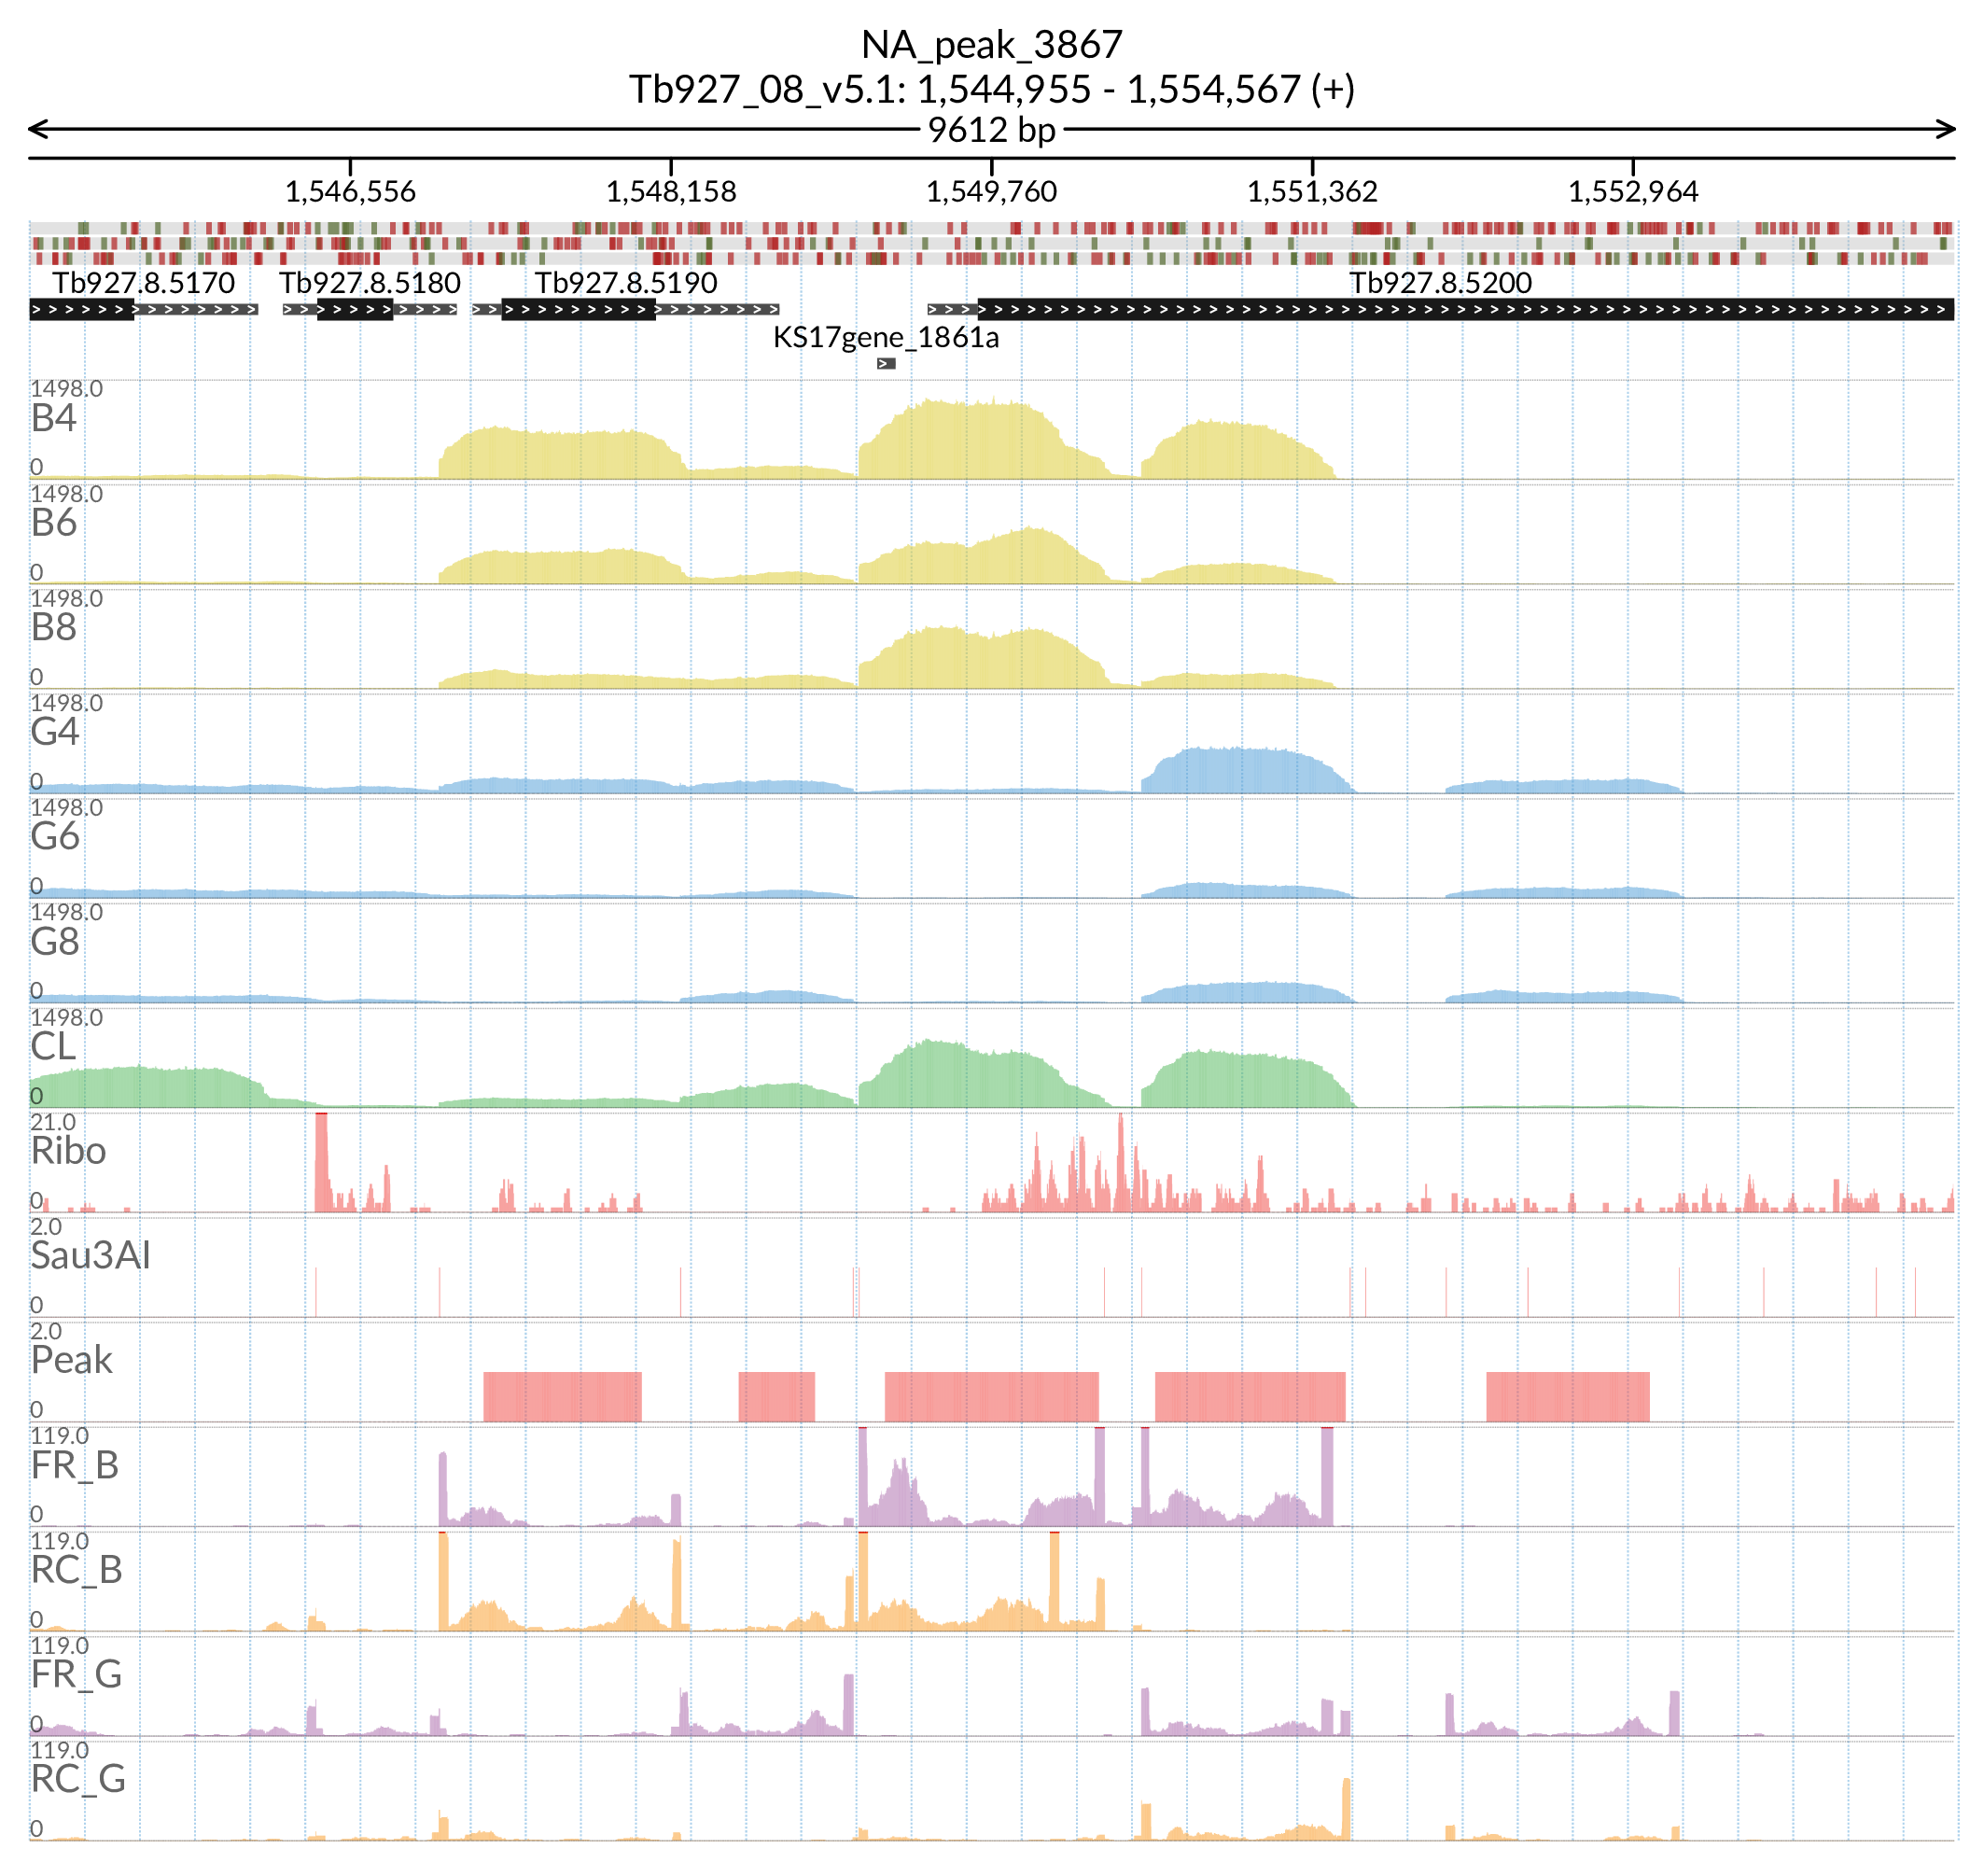 NA_peak_3867
Tb927_08_v5.1: 1,544,955 - 1,554,567 (+)
9612 bp
1,546,556 1,548,158 1,549,760 1,551,362 1,552,964
Tb927.8.5170 Tb927.8.5180 Tb927.8.5190 Tb927.8.5200
KS17gene_1861a
1498.0
B4
0
1498.0
B6
0
1498.0
B8
0
1498.0
G4
0
1498.0
G6
0
1498.0
G8
0
1498.0
CL
0
21.0
Ribo
0
2.0
Sau3AI
0
2.0
Peak
0
119.0
FR_B
0
119.0
RC_B
0
119.0
FR_G
0
119.0
RC_G
0